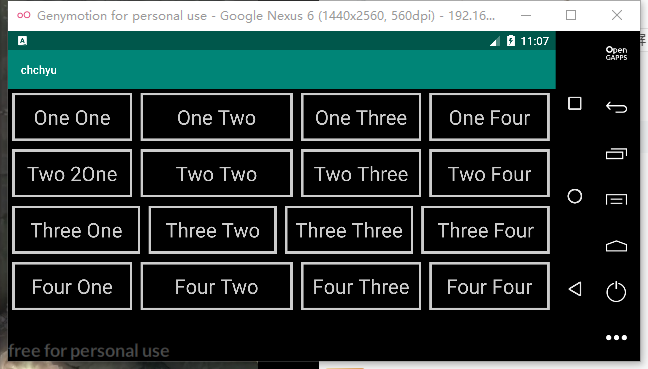 Genymotion for personal use - Google Nexus 6 (1440x2560, 560dpi) - 192.16...
A 11:07
Open
GAPPS
chchyu
One One One Two One Three One Four
Two 2One Two Two Two Three Two Four
Three One Three Two Three Three Three Four
Four One Four Two Four Three Four Four
free for personal use